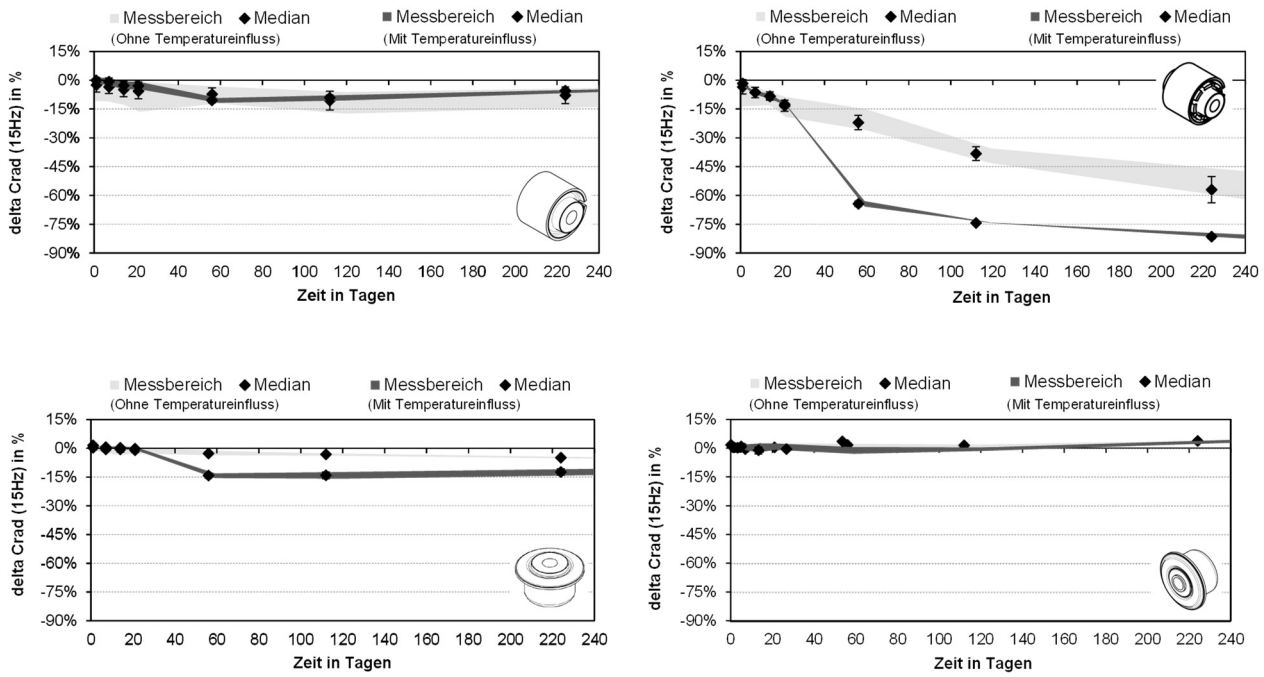 Messbereich Median Messbereich Median
(Ohne Temperatureinfluss) (Mit Temperatureinfluss)
15%
0%
-15%
-30%
-45%
-60%
-75%
-90%
delta Crad (15Hz) in %
0 20 40 60 80 100 120 140 160 180 200 220 240
Zeit in Tagen
Messbereich Median Messbereich Median
(Ohne Temperatureinfluss) (Mit Temperatureinfluss)
15%
0%
-15%
-30%
-45%
-60%
-75%
-90%
delta Crad (15Hz) in %
0 20 40 60 80 100 120 140 160 180 200 220 240
Zeit in Tagen
Messbereich Median Messbereich Median
(Ohne Temperatureinfluss) (Mit Temperatureinfluss)
15%
0%
-15%
-30%
-45%
-60%
-75%
-90%
delta Crad (15Hz) in %
0 20 40 60 80 100 120 140 160 180 200 220 240
Zeit in Tagen
Messbereich Median Messbereich Median
(Ohne Temperatureinfluss) (Mit Temperatureinfluss)
15%
0%
-15%
-30%
-45%
-60%
-75%
-90%
delta Crad (15Hz) in %
0 20 40 60 80 100 120 140 160 180 200 220 240
Zeit in Tagen